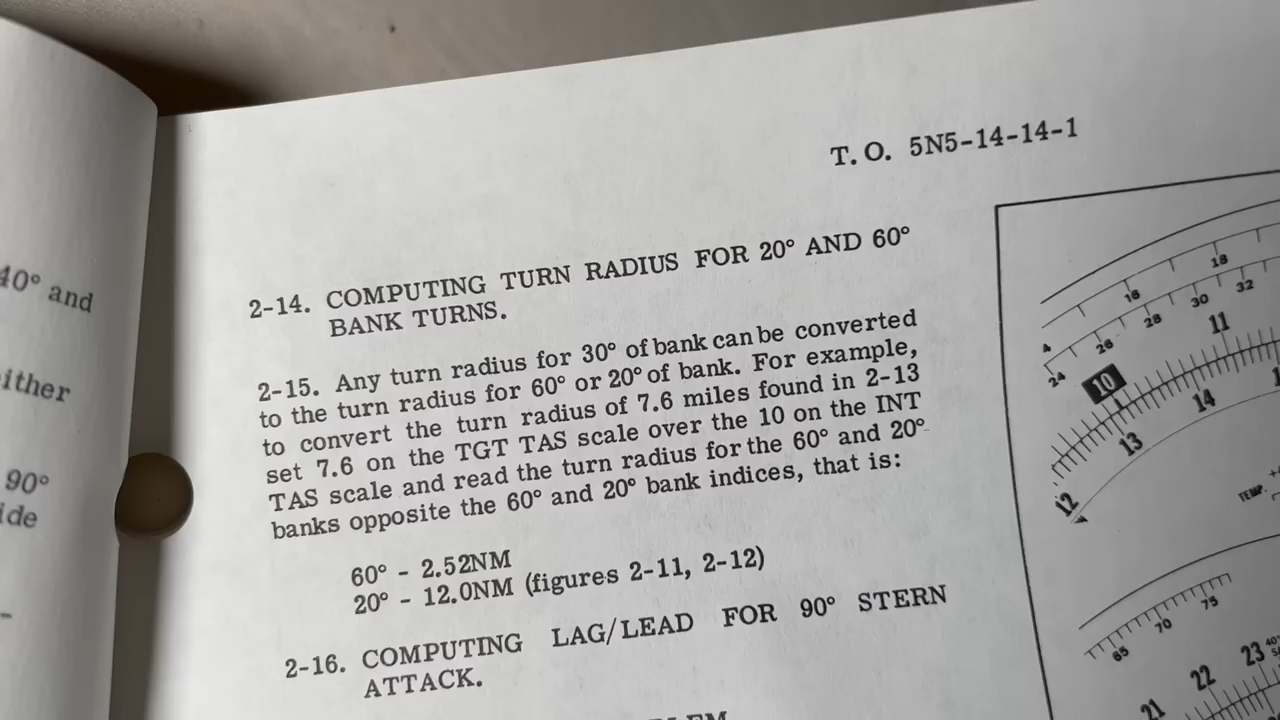 40° and
ither
90°
ide
T. O. 5N5-14-14-1
2-14. COMPUTING TURN RADIUS FOR 20° AND 60°
BANK TURNS.
2-15. Any turn radius for 30° of bank can be converted
to the turn radius for 60° or 20° of bank. For example,
to convert the turn radius of 7.6 miles found in 2-13
set 7.6 on the TGT TAS scale over the 10 on the INT
TAS scale and read the turn radius for the 60° and 20°
banks opposite the 60° and 20° bank indices, that is:
60° - 2.52NM
20° - 12.0NM (figures 2-11, 2-12)
2-16. COMPUTING LAG/LEAD FOR 90° STERN
ATTACK.
16 18
24 26 28 30 32
10 11
12 13 14
TEMP
65 70 75
21 22 23